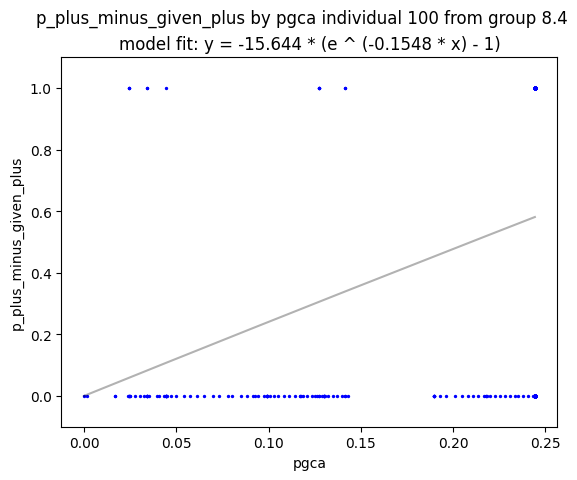 p_plus_minus_given_plus by pgca individual 100 from group 8.4
model fit: y = -15.644 * (e ^ (-0.1548 * x) - 1)
1.0
0.8
0.6
0.4
0.2
0.0
p_plus_minus_given_plus
0.00 0.05 0.10 0.15 0.20 0.25
pgca